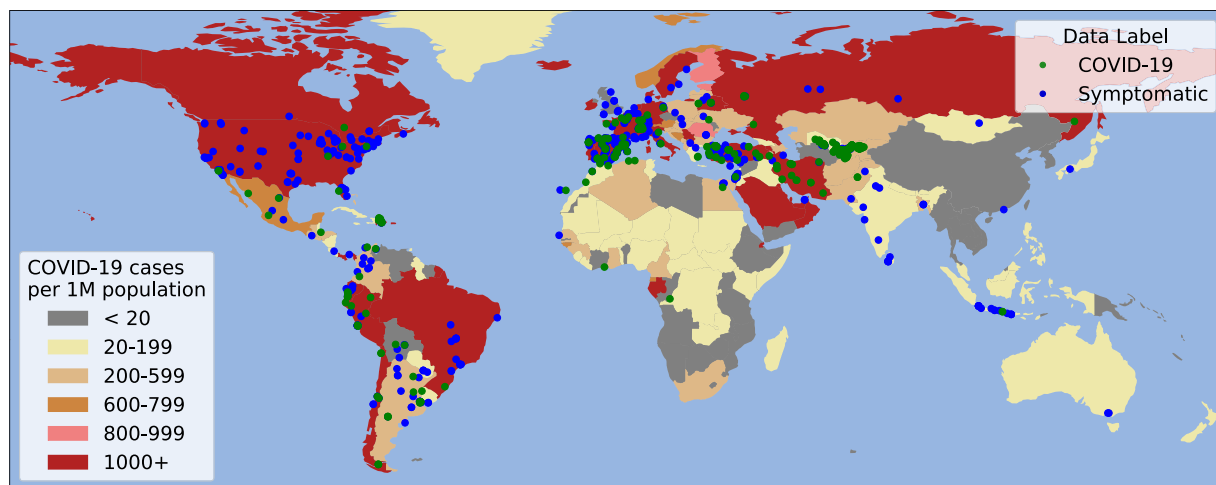 Data Label
COVID-19
Symptomatic
COVID-19 cases
per 1M population
< 20
20-199
200-599
600-799
800-999
1000+